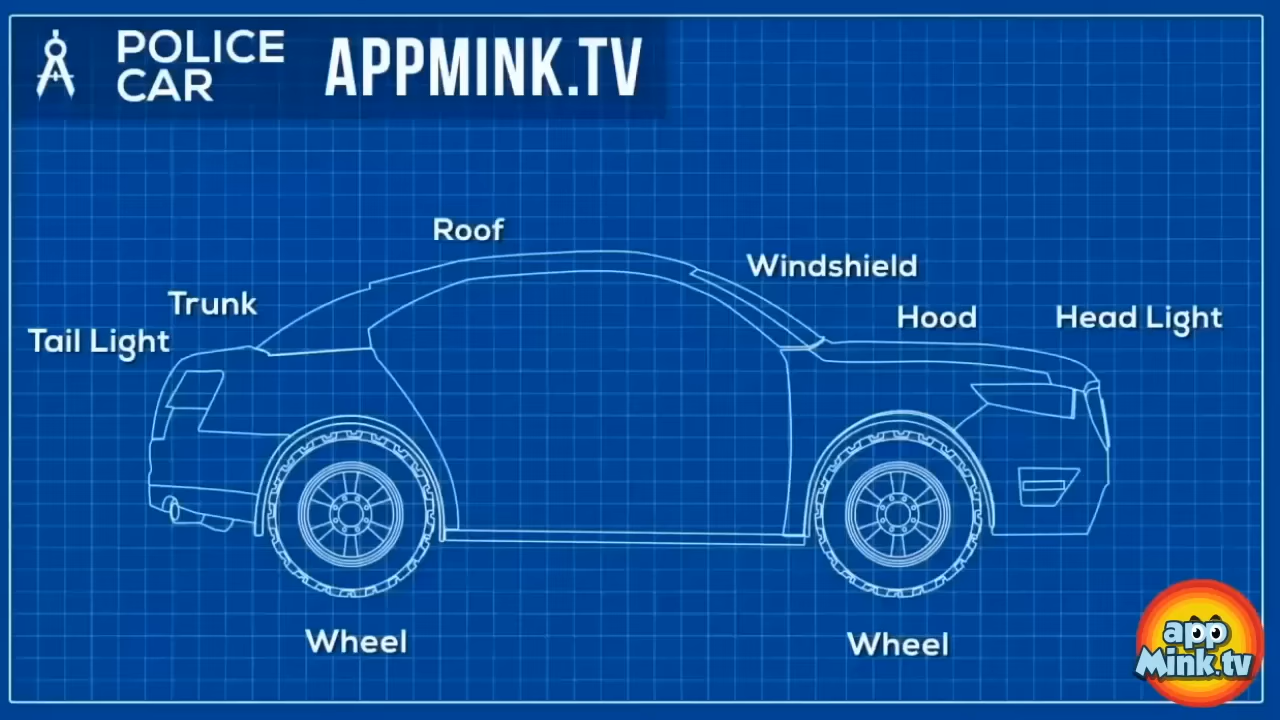 POLICE
CAR
APPMINK.TV
Roof
Windshield
Trunk
Hood
Head Light
Tail Light
Wheel
Wheel
app
Mink.tv